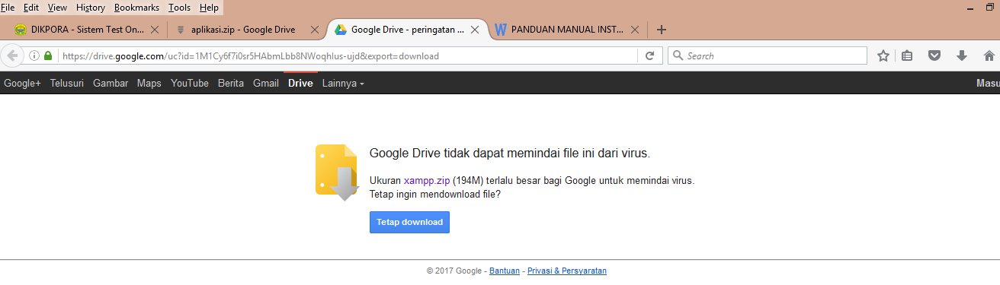 File Edit View History Bookmarks Tools Help
DIKPORA - Sistem Test On... aplikasi.zip - Google Drive Google Drive - peringatan ... PANDUAN MANUAL INST...
https://drive.google.com/uc?id=1M1Cy6f7i0sr5HAbmLbb8NWoqhlus-ujd&export=download Search
Google+ Telusuri Gambar Maps YouTube Berita Gmail Drive Lainnya Masu
Google Drive tidak dapat memindai file ini dari virus.
Ukuran xampp.zip (194M) terlalu besar bagi Google untuk memindai virus.
Tetap ingin mendownload file?
Tetap download
© 2017 Google - Bantuan - Privasi & Persyaratan